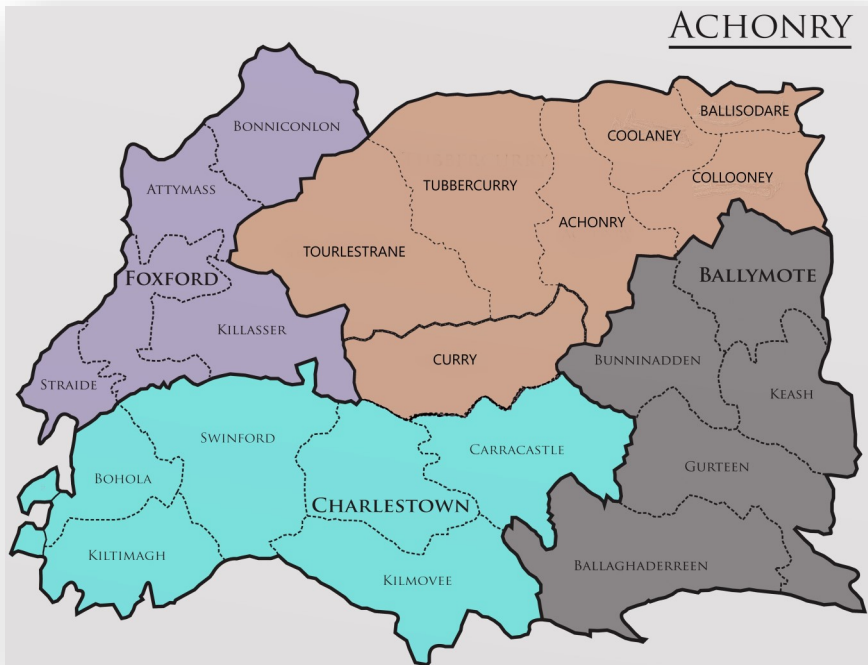 ACHONRY
BONNICONLON
BALLISODARE
COOLANEY
ATTYMASS
TUBBERCURRY
COLLOONEY
ACHONRY
TOURLESTRANE
FOXFORD
BALLYMOTE
KILLASSER
CURRY
BUNNINADDEN
STRAIDE
KEASH
SWINFORD
CARRACASTLE
BOHOLA
GURTEEN
CHARLESTOWN
KILTIMAGH
BALLAGHADERREEN
KILMOVEE